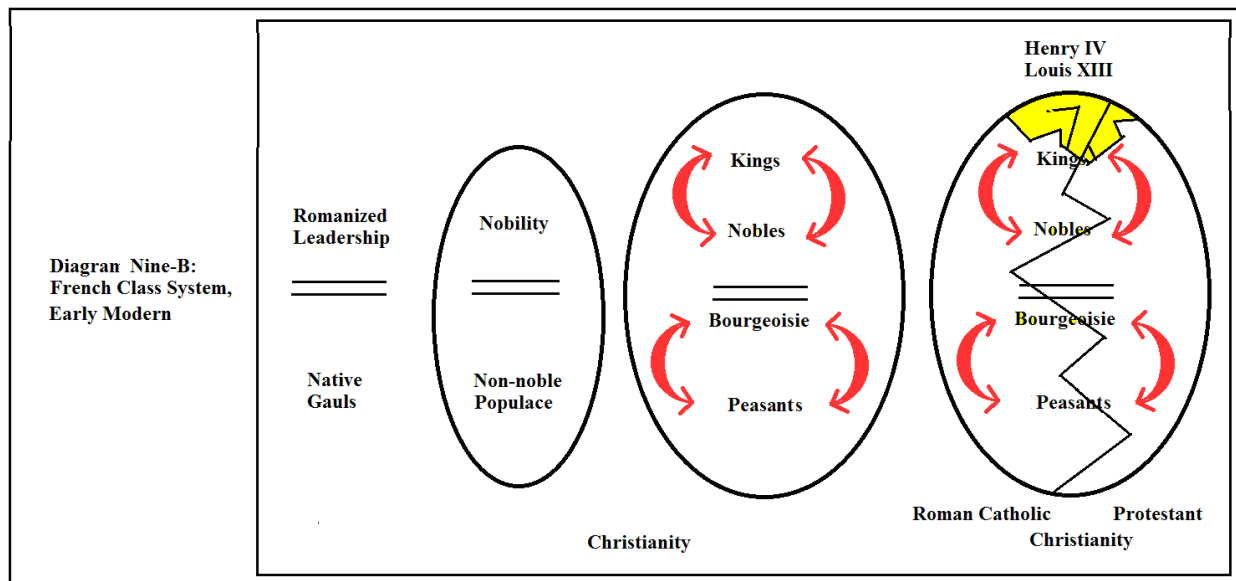 Diagram Nine-B:
French Class System,
Early Modern
Romanized
Leadership
Native
Gauls
Nobility
Non-noble
Populace
Kings
Nobles
Bourgeoisie
Peasants
Henry IV
Louis XIII
Kings
Nobles
Bourgeoisie
Peasants
Christianity
Roman Catholic Protestant
Christianity